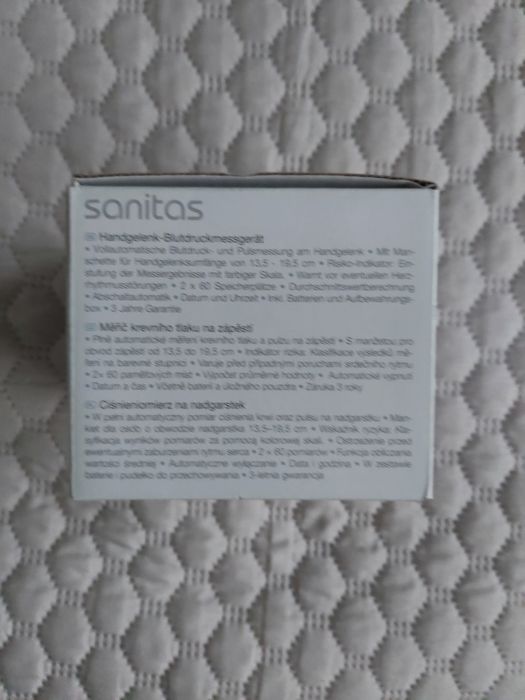 sanitas
Handgelenk-Blutdruckmessgerät
• Vollautomatische Blutdruck- und Pulsmessung am Handgelenk • Mit Man-
schette für Handgelenksumfänge von 13,5 - 19,5 cm • Risiko-Indikator: Ein-
stufung der Messergebnisse mit farbiger Skala. • Warnt vor eventuellen Herz-
rhythmusstörungen • 2 x 60 Speicherplätze • Durchschnittswertberechnung
• Abschaltautomatik • Datum und Uhrzeit • Inkl. Batterien und Aufbewahrungs-
box • 3 Jahre Garantie
Měřič krevního tlaku na zápěstí
• Plně automatické měření krevního tlaku a pulzu na zápěstí • S manžetou pro
obvod zápěstí od 13,5 do 19,5 cm • Indikátor rizika: Klasifikace výsledků mě-
ření na barevné stupnici • Varuje před případnými poruchami srdečního rytmu
• 2x 60 paměťových míst • Výpočet průměrné hodnoty • Automatické vypnutí
• Datum a čas • Včetně baterií a úložného pouzdra • Záruka 3 roky
Ciśnieniomierz na nadgarstek
• W pełni automatyczny pomiar ciśnienia krwi oraz pulsu na nadgarstku • Man-
kiet dla osób o obwodzie nadgarstka 13,5-19,5 cm • Wskaźnik ryzyka: Kla-
syfikacja wyników pomiarów za pomocą kolorowej skali. • Ostrzeżenie przed
ewentualnymi zaburzeniami rytmu serca • 2 x 60 pomiarów • Funkcja obliczania
wartości średniej • Automatyczne wyłączanie • Data i godzina • W zestawie
baterie i pudełko do przechowywania • 3-letnia gwarancja